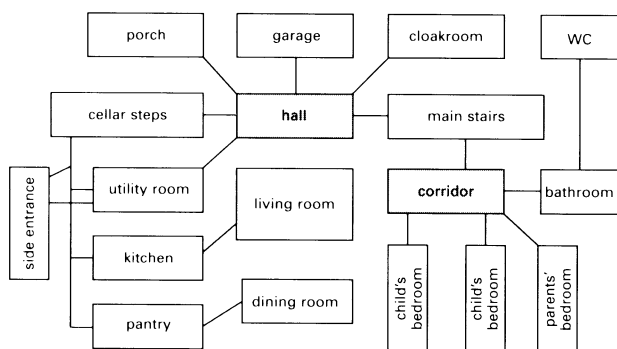 porch
garage
cloakroom
WC
cellar steps
hall
main stairs
side entrance
utility room
living room
corridor
bathroom
kitchen
dining room
pantry
child's
bedroom
child's
bedroom
parents'
bedroom